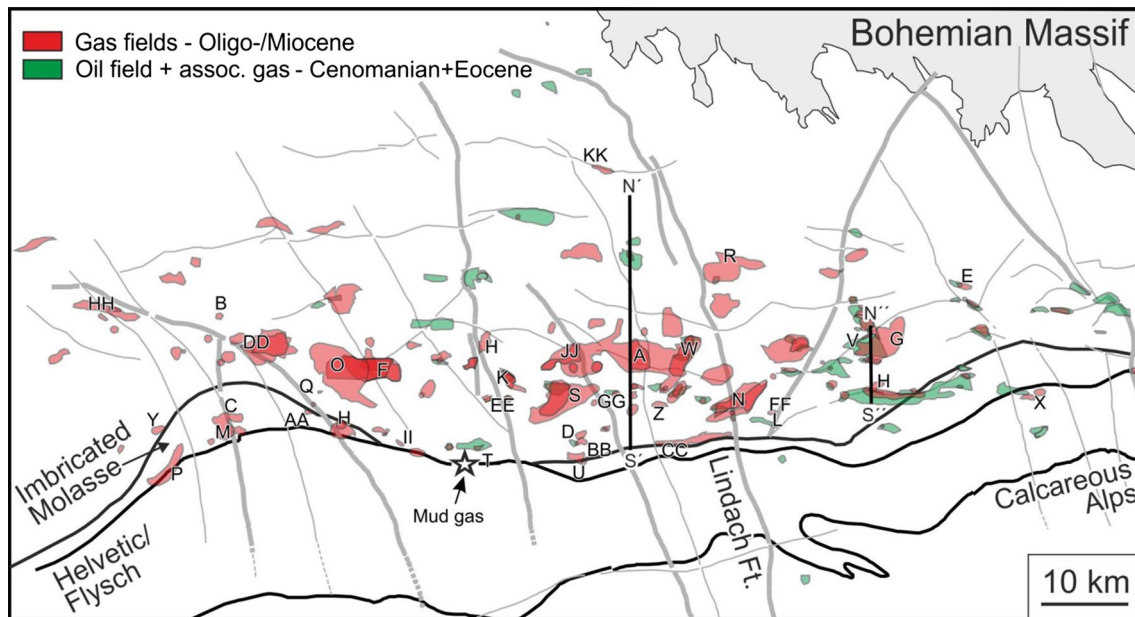 Gas fields - Oligo-/Miocene
Oil field + assoc. gas - Cenomanian+Eocene
Bohemian Massif
KK
N´
R
E
HH
B
N´´
DD
H
JJ
A
W
V
G
O
F
K
Q
S
GG
EE
N
H
C
Z
FF
X
Y
AA
H
L
S´´
M
II
D
BB
CC
P
T
U
S´
Imbricated
Molasse
Mud gas
Lindach Ft.
Calcareous
Alps
Helvetic/
Flysch
10 km